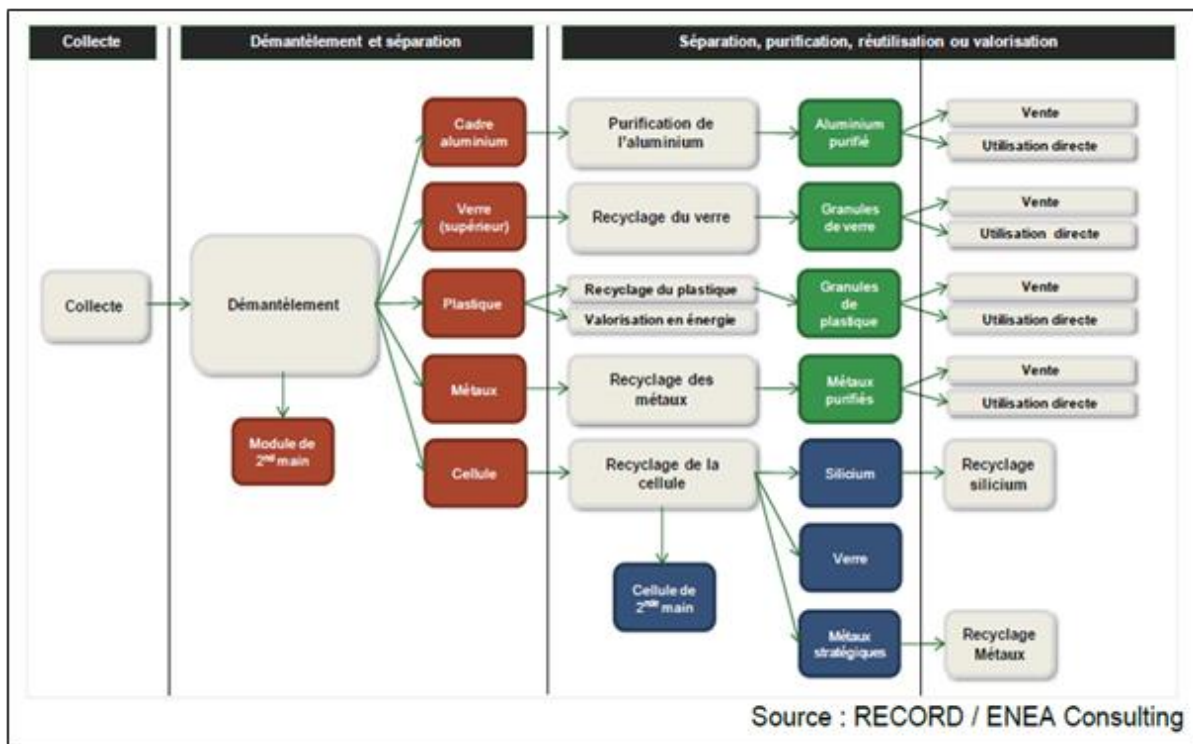 Collecte
Démantèlement et séparation
Séparation, purification, réutilisation ou valorisation
Collecte
Démantèlement
Module de
2nd main
Cadre
aluminium
Purification de
l'aluminium
Aluminium
purifié
Vente
Utilisation directe
Verre
(supérieur)
Recyclage du verre
Granules
de verre
Vente
Utilisation directe
Plastique
Recyclage du plastique
Valorisation en énergie
Granules
de
plastique
Vente
Utilisation directe
Métaux
Recyclage des
métaux
Métaux
purifiés
Vente
Utilisation directe
Cellule
Recyclage de la
cellule
Silicium
Recyclage
silicium
Verre
Cellule de
2nde main
Métaux
stratégiques
Recyclage
Métaux
Source : RECORD / ENEA Consulting